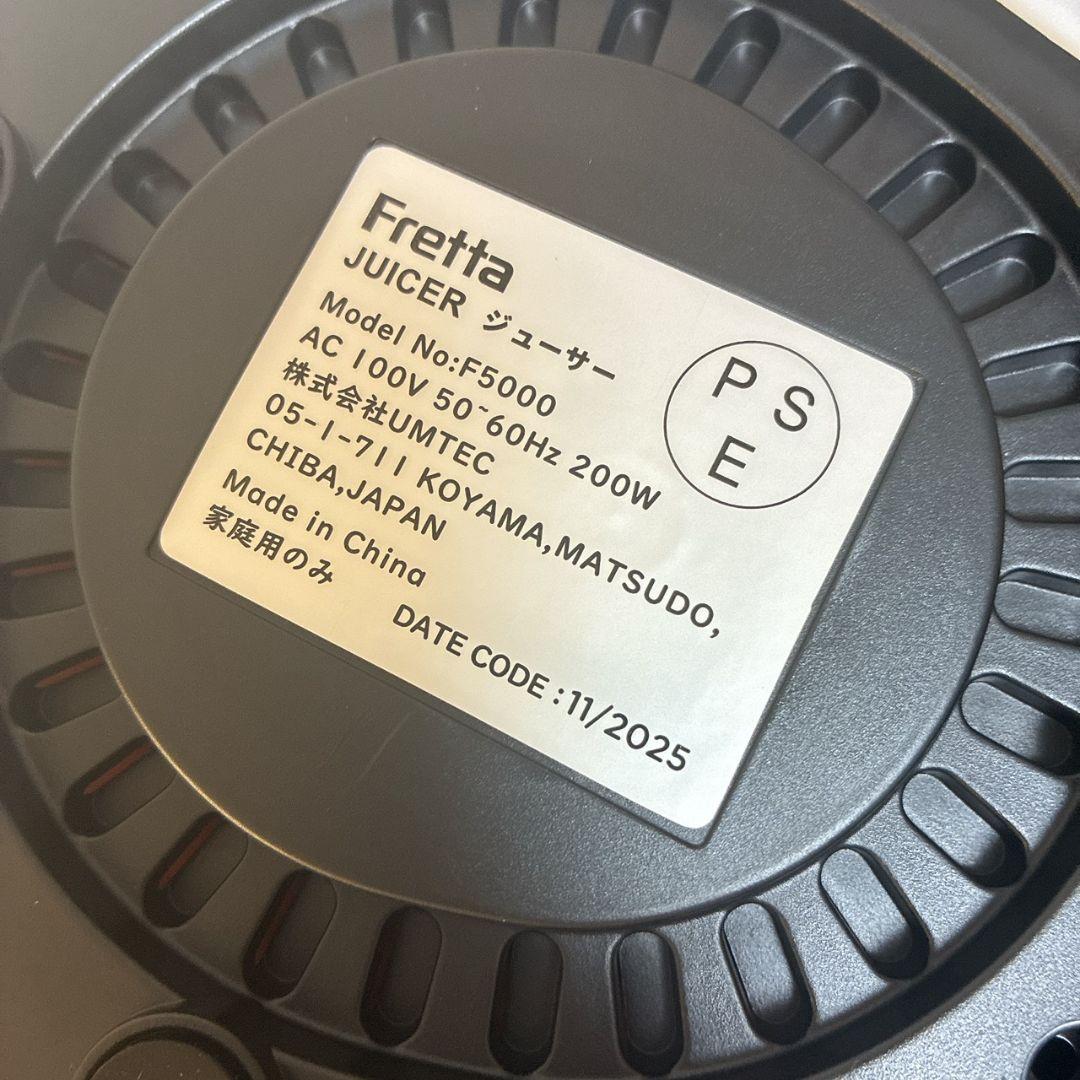 Fretta
JUICER ジューサー
Model No:F5000
AC 100V 50~60Hz 200W
株式会社UMTEC
05-1-711 KOYAMA,MATSUDO,
CHIBA,JAPAN
Made in China
家庭用のみ
DATE CODE :11/2025
P S
E